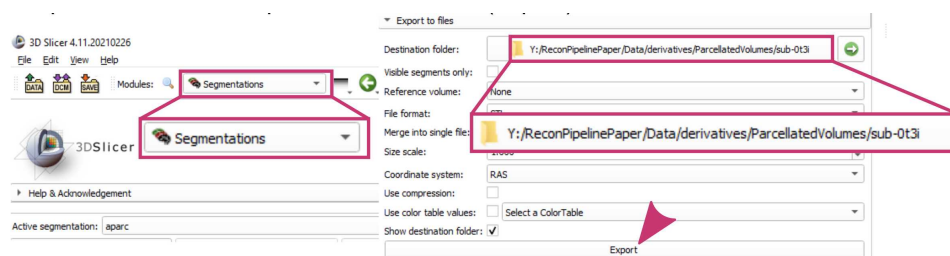 3D Slicer 4.11.20210226
File Edit View Help
DATA DCM SAVE Modules: Segmentations
Segmentations
3DSlicer
Help & Acknowledgement
Active segmentation: aparc
Export to files
Destination folder: Y:/ReconPipelinePaper/Data/derivatives/ParcellatedVolumes/sub-0t3i
Visible segments only:
Reference volume: None
File format:
Merge into single file:
Y:/ReconPipelinePaper/Data/derivatives/ParcellatedVolumes/sub-0t3i
Size scale:
Coordinate system: RAS
Use compression:
Use color table values: Select a ColorTable
Show destination folder:
Export